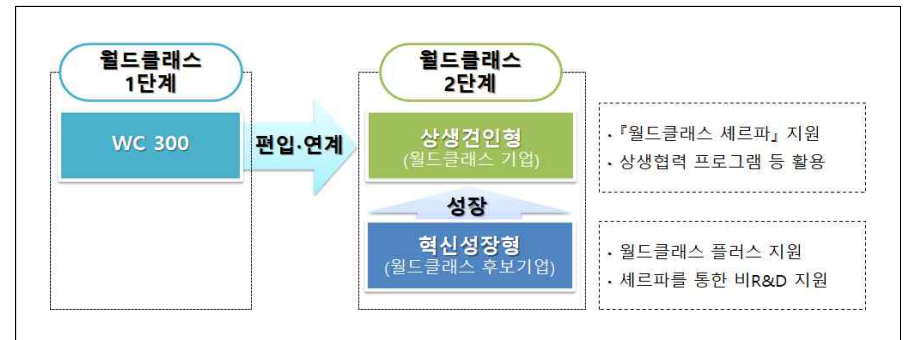 월드클래스
1단계
WC 300
편입·연계
월드클래스
2단계
상생견인형
(월드클래스 기업)
성장
혁신성장형
(월드클래스 후보기업)
·『월드클래스 셰르파』 지원
· 상생협력 프로그램 등 활용
· 월드클래스 플러스 지원
· 셰르파를 통한 비R&D 지원